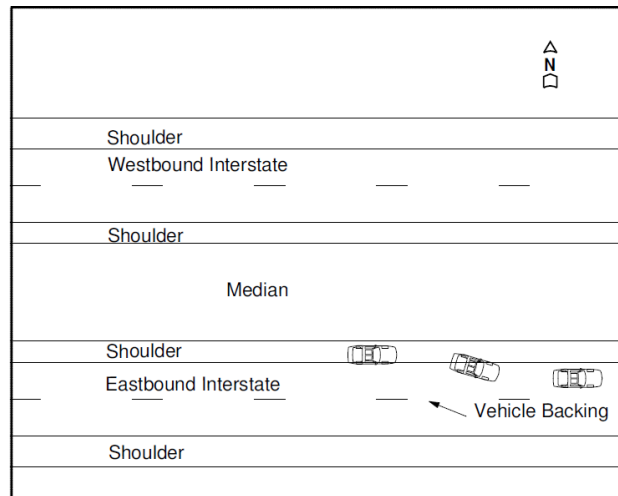 N
Shoulder
Westbound Interstate
Shoulder
Median
Shoulder
Eastbound Interstate
Vehicle Backing
Shoulder